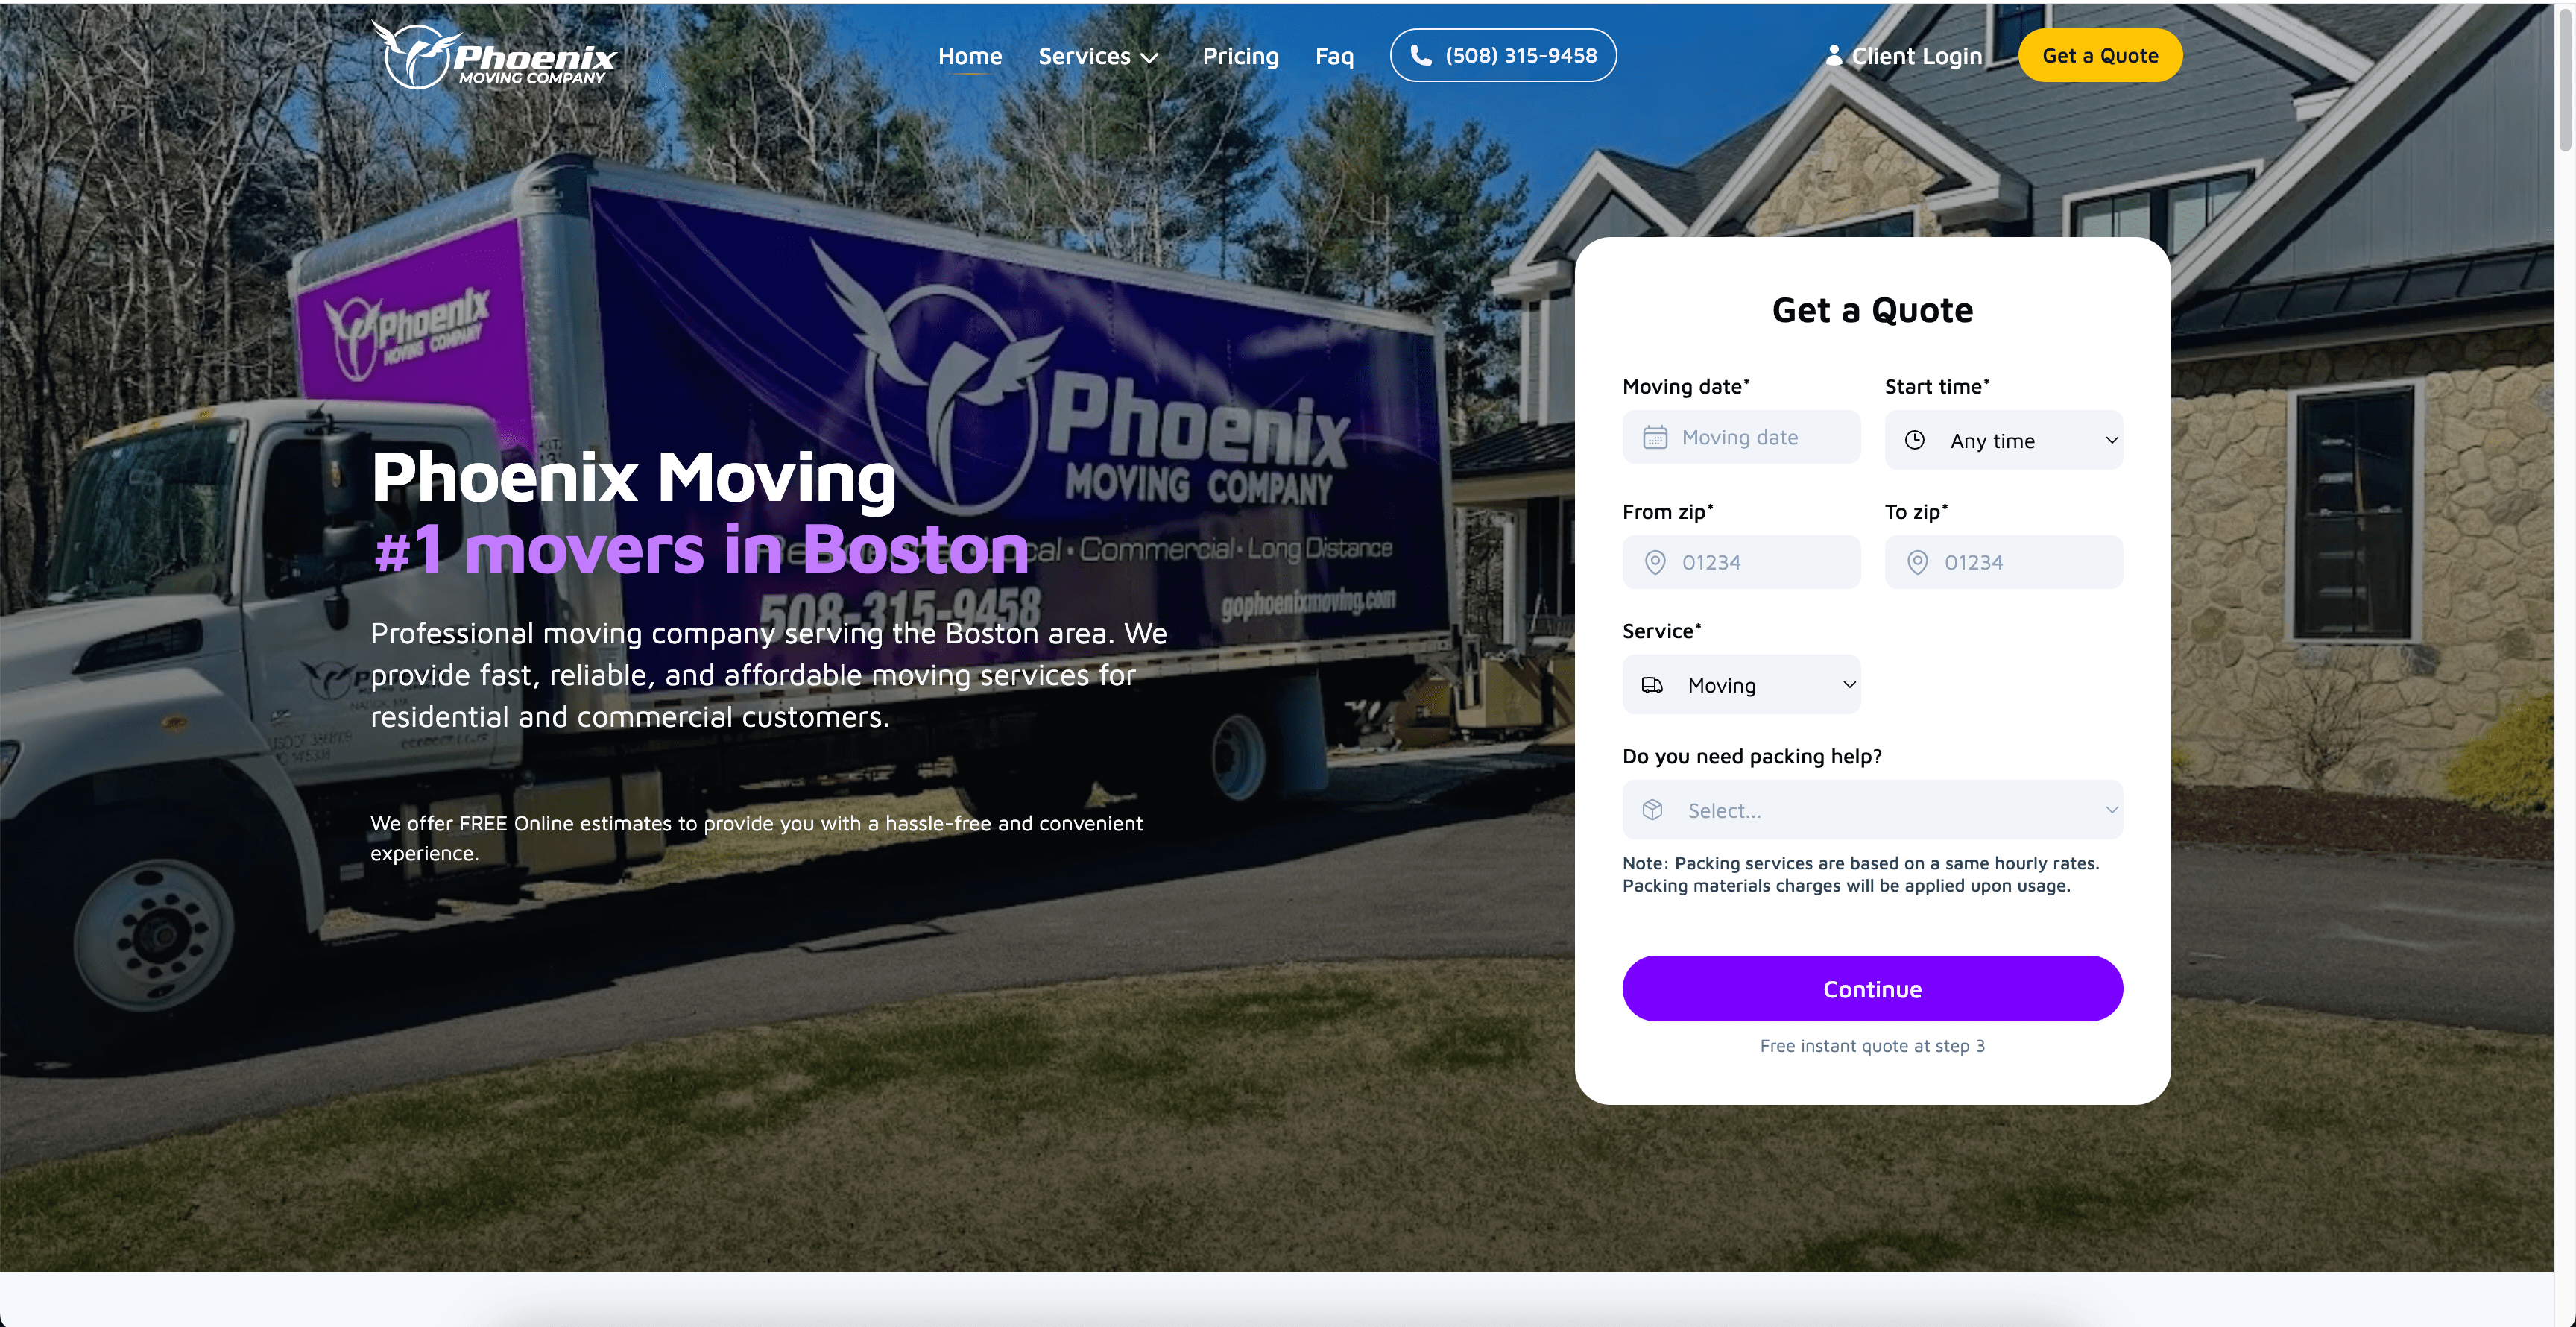 Phoenix
MOVING COMPANY
Home
Services
Pricing
Faq
(508) 315-9458
Client Login
Get a Quote
Phoenix
MOVING COMPANY
Phoenix
MOVING COMPANY
cal • Commercial • Long Distance
508-315-9458
gophoenixmoving.com
Phoenix Moving
#1 movers in Boston
Professional moving company serving the Boston area. We
provide fast, reliable, and affordable moving services for
residential and commercial customers.
We offer FREE Online estimates to provide you with a hassle-free and convenient
experience.
Get a Quote
Moving date*
Start time*
Moving date
Any time
From zip*
To zip*
01234
01234
Service*
Moving
Do you need packing help?
Select...
Note: Packing services are based on a same hourly rates.
Packing materials charges will be applied upon usage.
Continue
Free instant quote at step 3